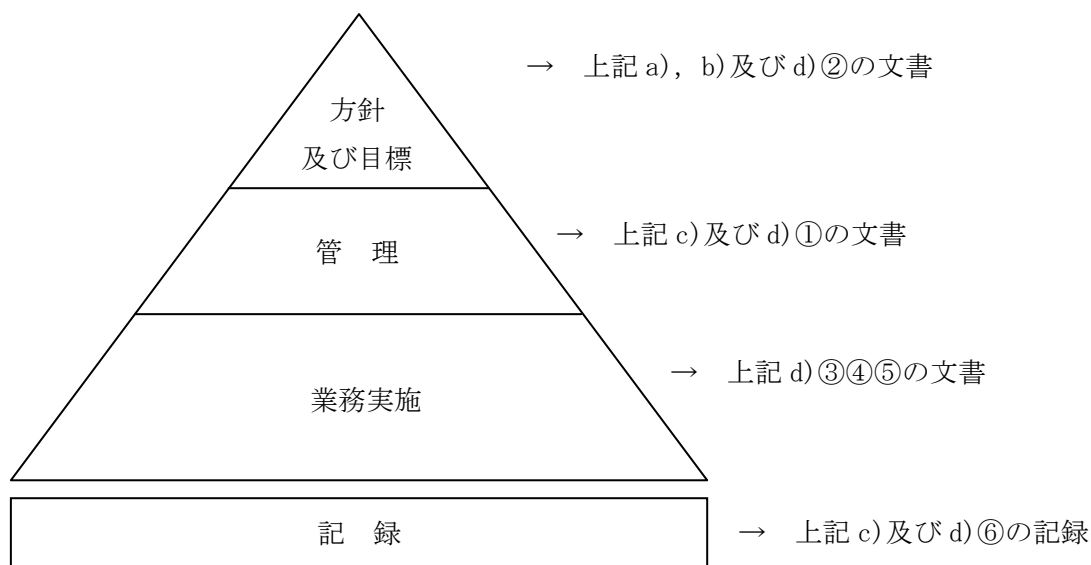 → 上記 a), b)及び d)②の文書
方針
及び目標
→ 上記 c)及び d)①の文書
管 理
→ 上記 d)③④⑤の文書
業務実施
記 録
→ 上記 c)及び d)⑥の記録